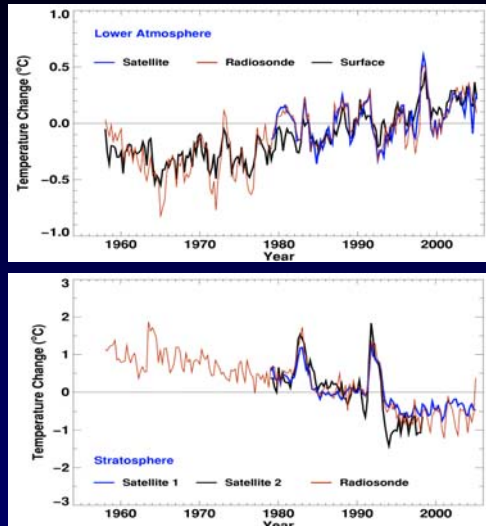 1.0
Lower Atmosphere
Satellite Radiosonde Surface
0.5
0.0
−0.5
−1.0
Temperature Change (°C)
1960 1970 1980 1990 2000
Year
3
2
1
0
−1
−2
−3
Temperature Change (°C)
Stratosphere
Satellite 1 Satellite 2 Radiosonde
1960 1970 1980 1990 2000
Year